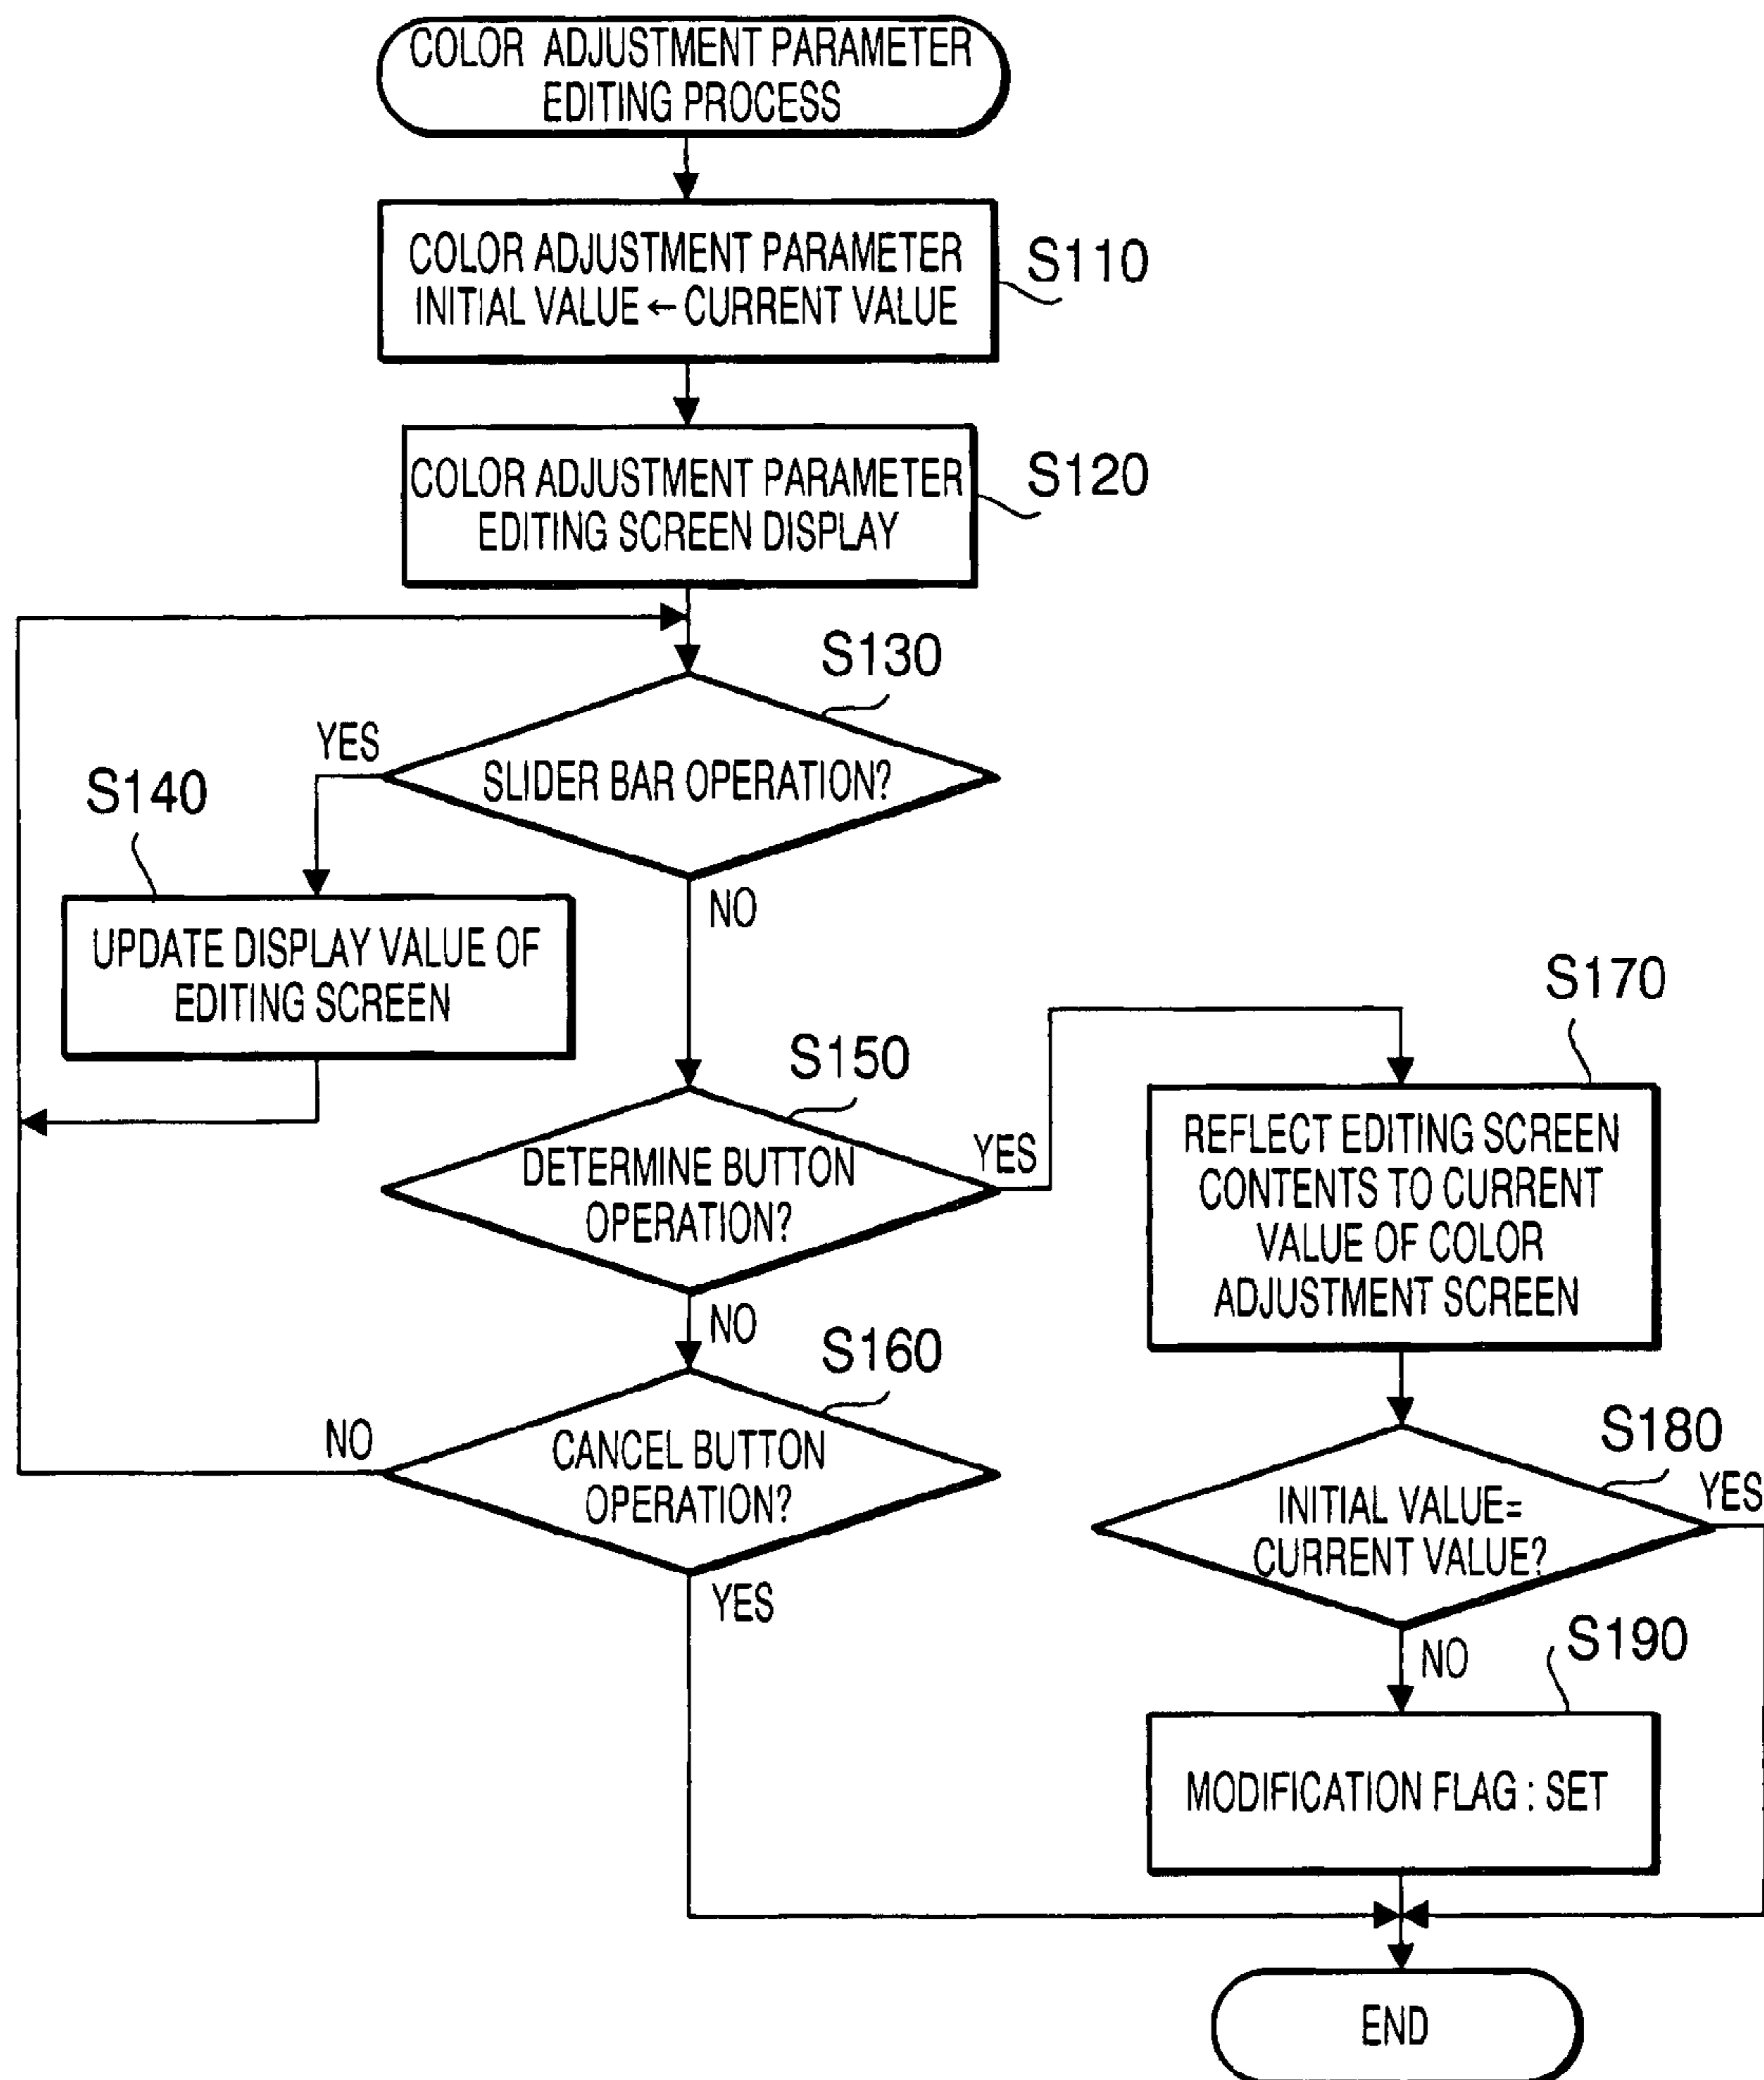 COLOR ADJUSTMENT PARAMETER
EDITING PROCESS
COLOR ADJUSTMENT PARAMETER
INITIAL VALUE ← CURRENT VALUE
S110
COLOR ADJUSTMENT PARAMETER
EDITING SCREEN DISPLAY
S120
S130
SLIDER BAR OPERATION?
YES
NO
S140
UPDATE DISPLAY VALUE OF
EDITING SCREEN
S150
DETERMINE BUTTON
OPERATION?
YES
NO
S160
CANCEL BUTTON
OPERATION?
NO
YES
S170
REFLECT EDITING SCREEN
CONTENTS TO CURRENT
VALUE OF COLOR
ADJUSTMENT SCREEN
S180
INITIAL VALUE=
CURRENT VALUE?
YES
NO
S190
MODIFICATION FLAG : SET
END